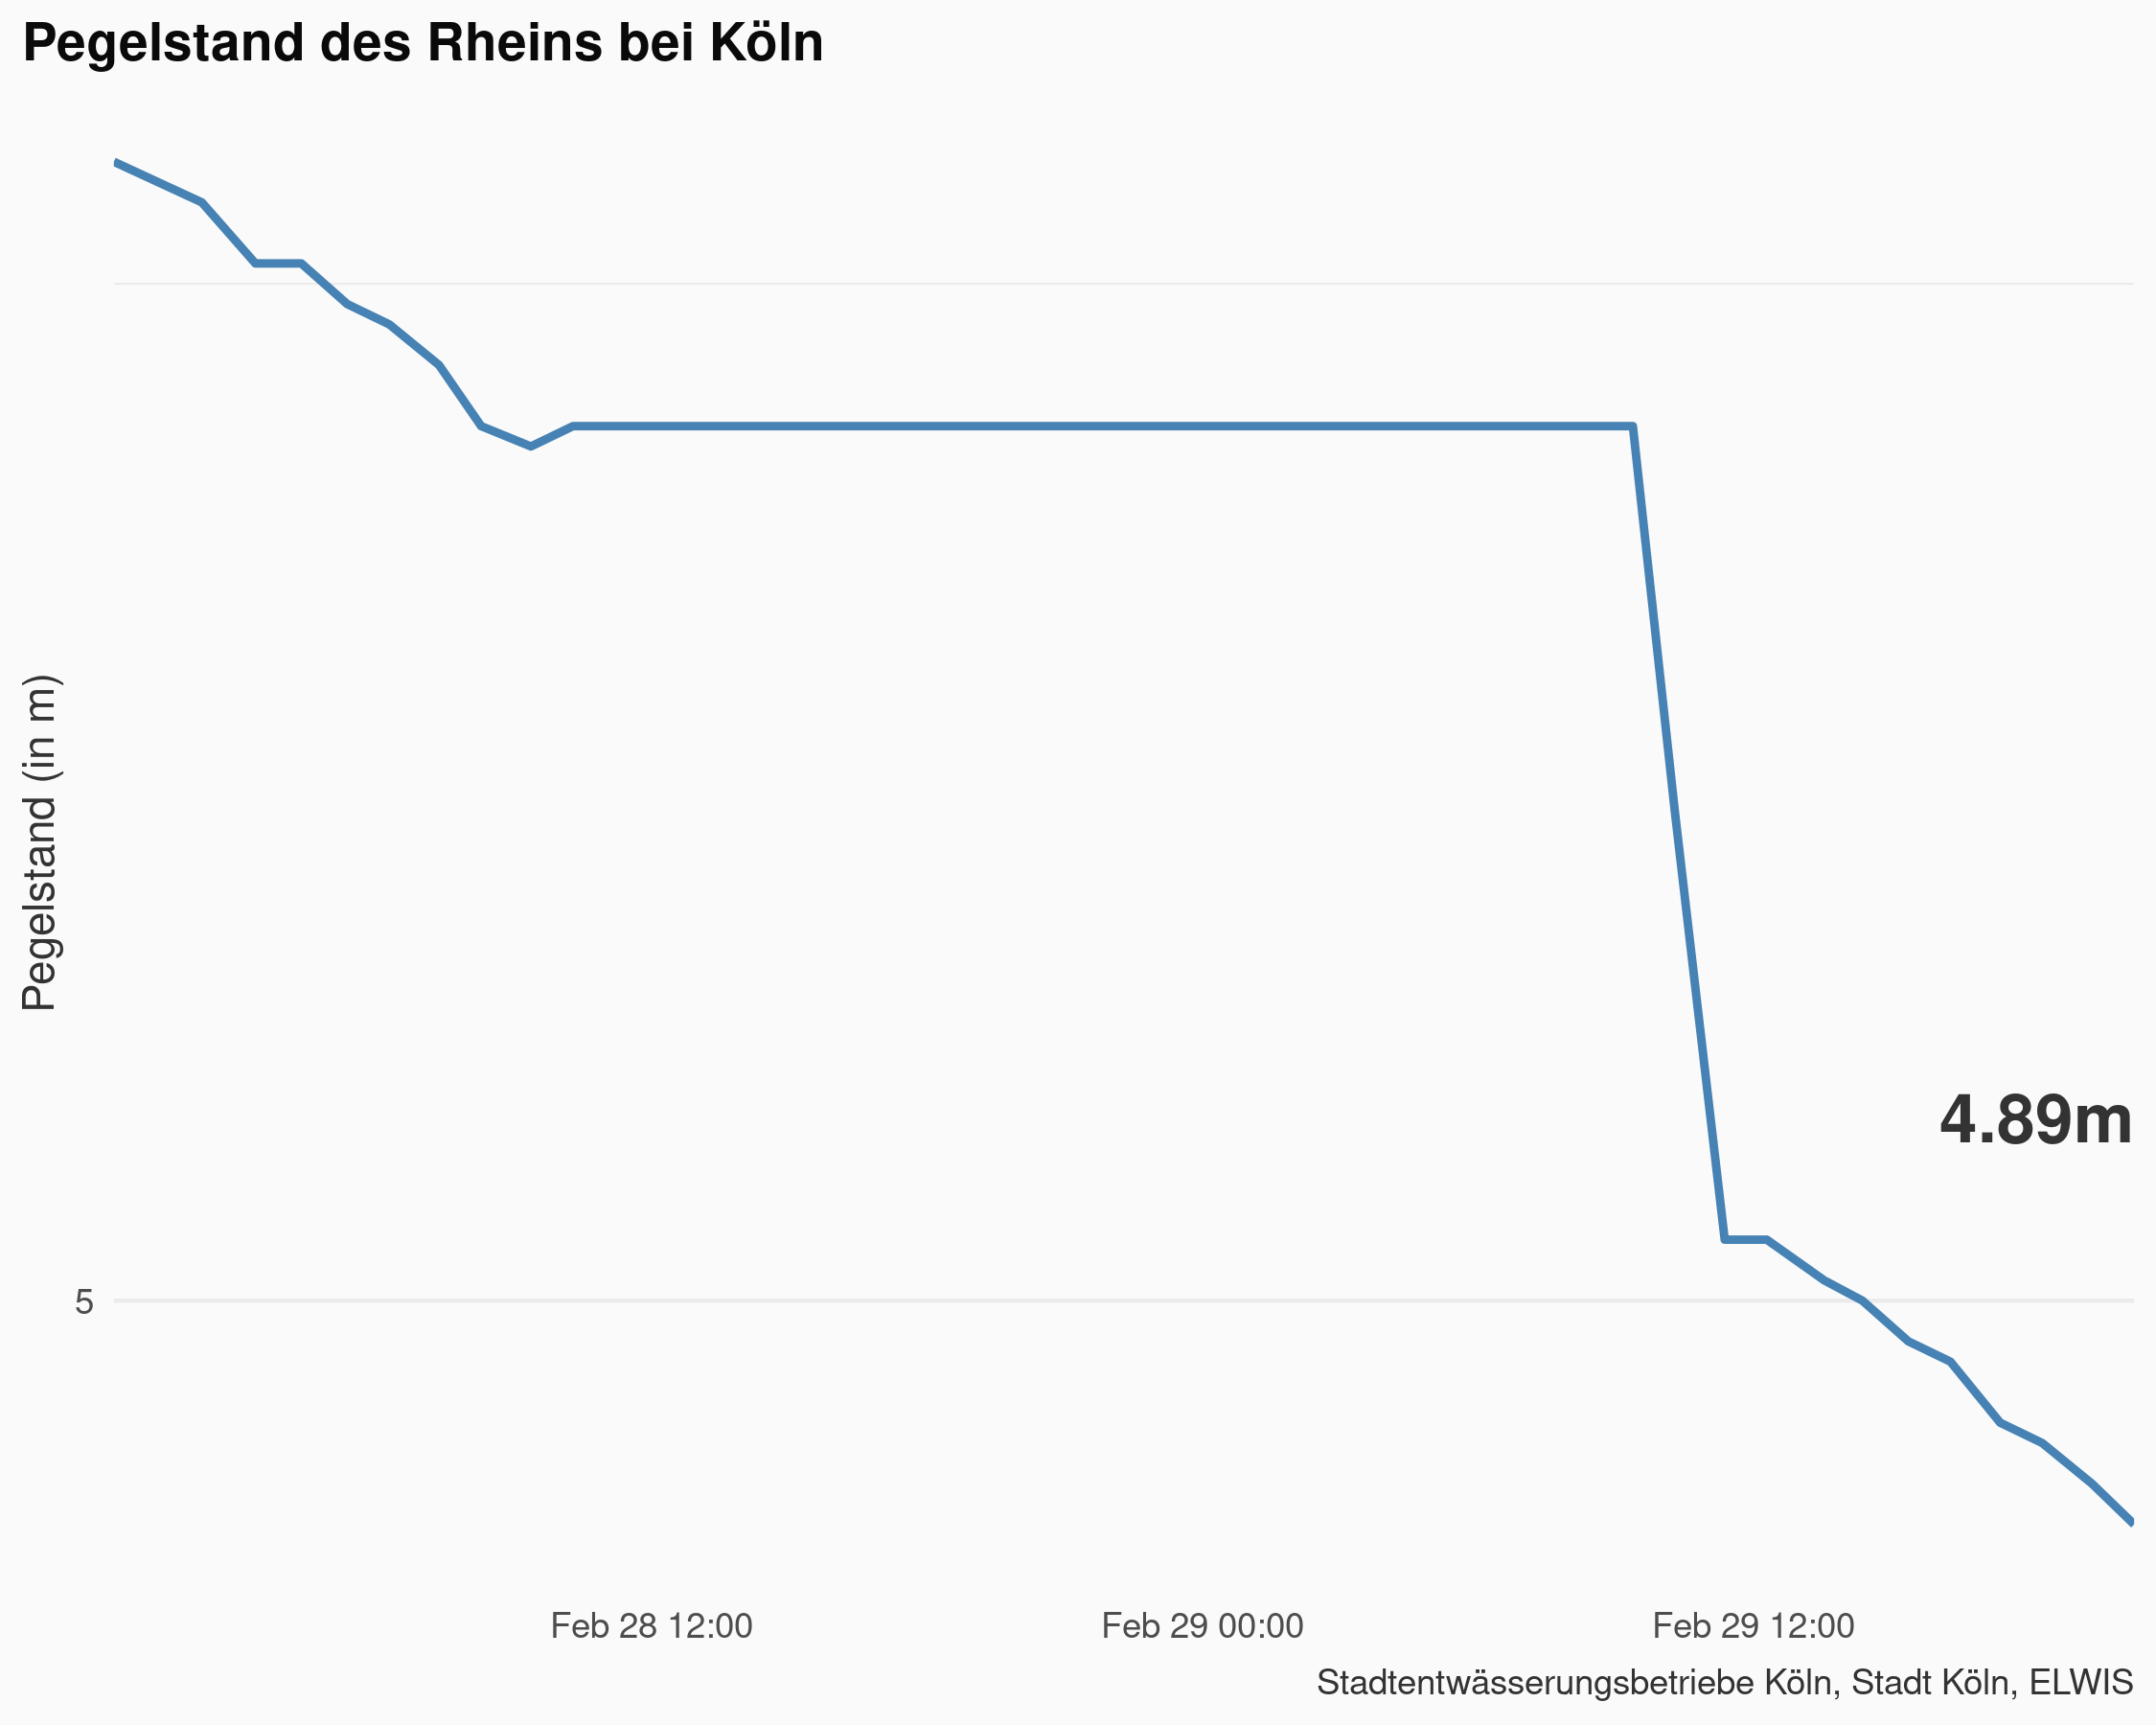 Pegelstand des Rheins bei Köln
Pegelstand (in m)
4.89m
5
Feb 28 12:00
Feb 29 00:00
Feb 29 12:00
Stadtentwässerungsbetriebe Köln, Stadt Köln, ELWIS